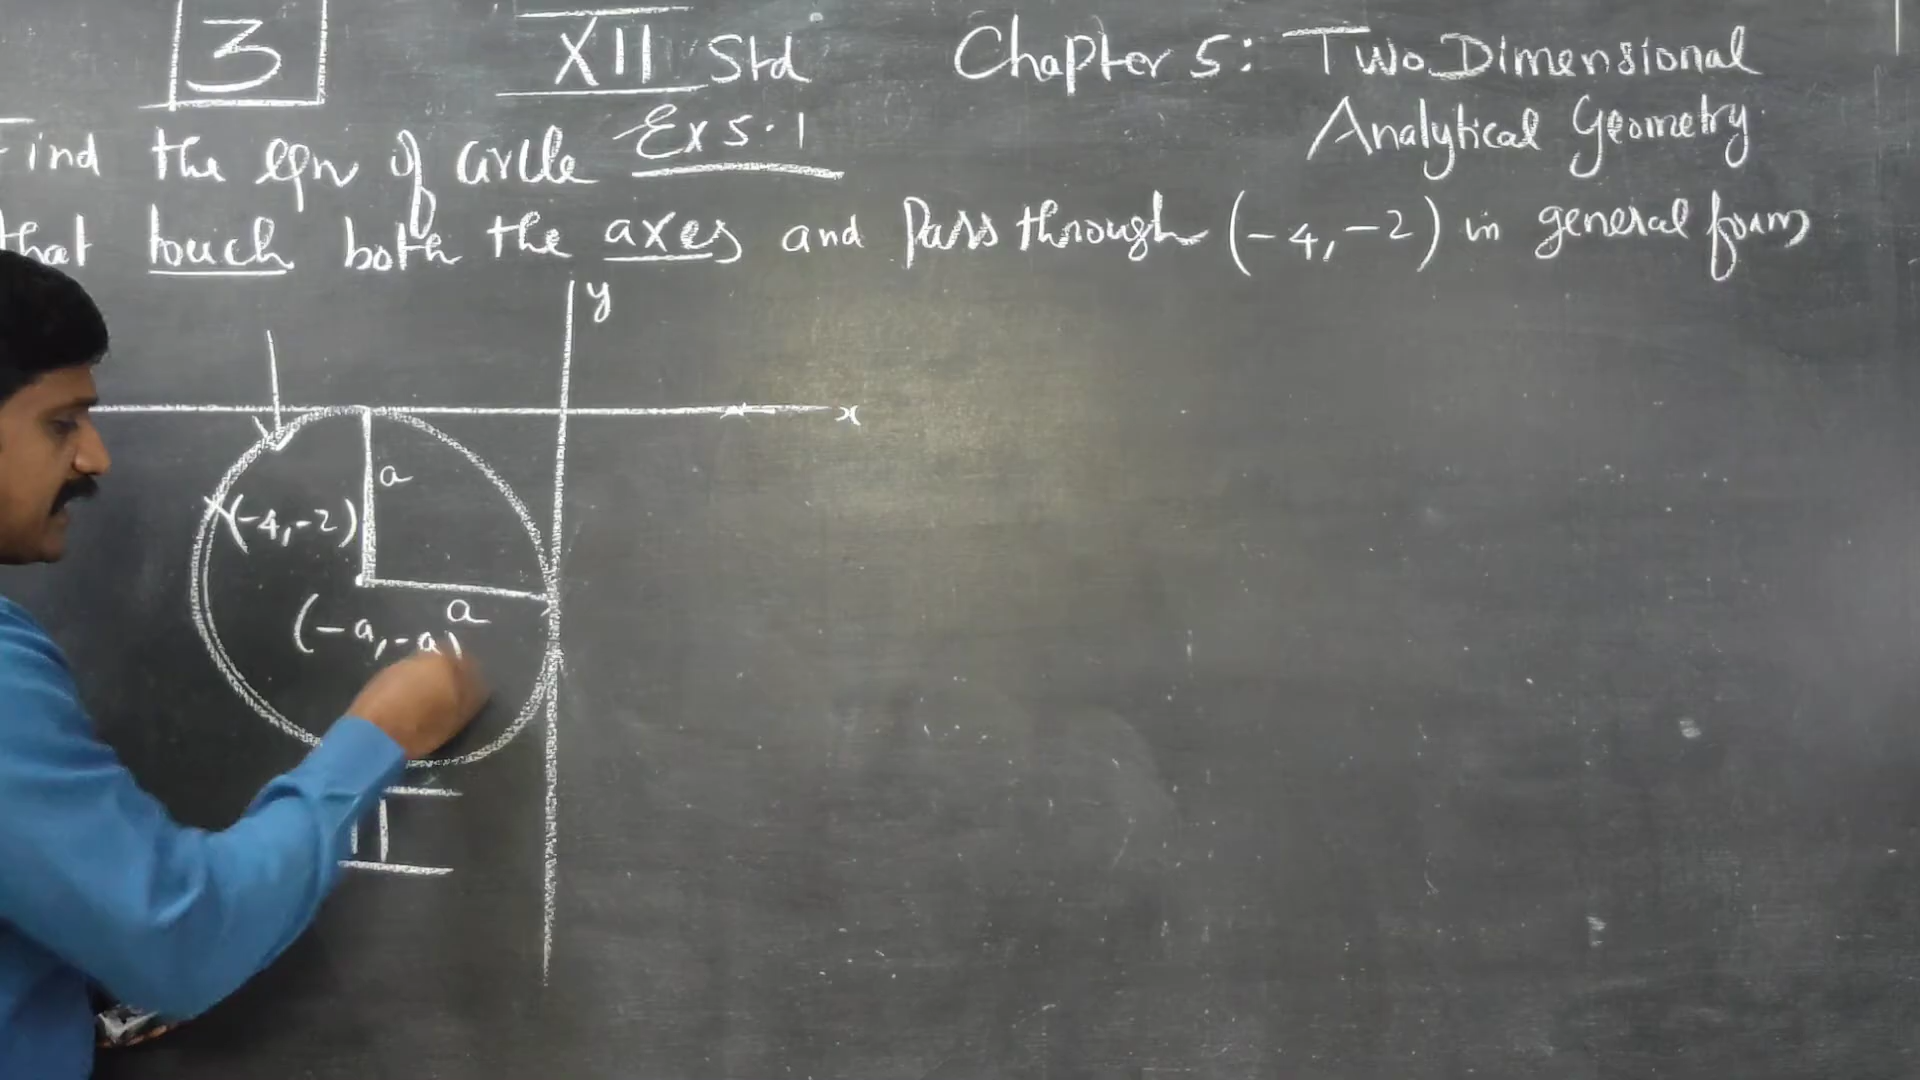 3
XII Std
Chapter 5: Two Dimensional
Analytical Geometry
Ex 5.1
Find the eqn of circle
that touch both the axes and Pass through (-4,-2) in general form
y
x
a
(-4,-2)
a
(-a,-a)